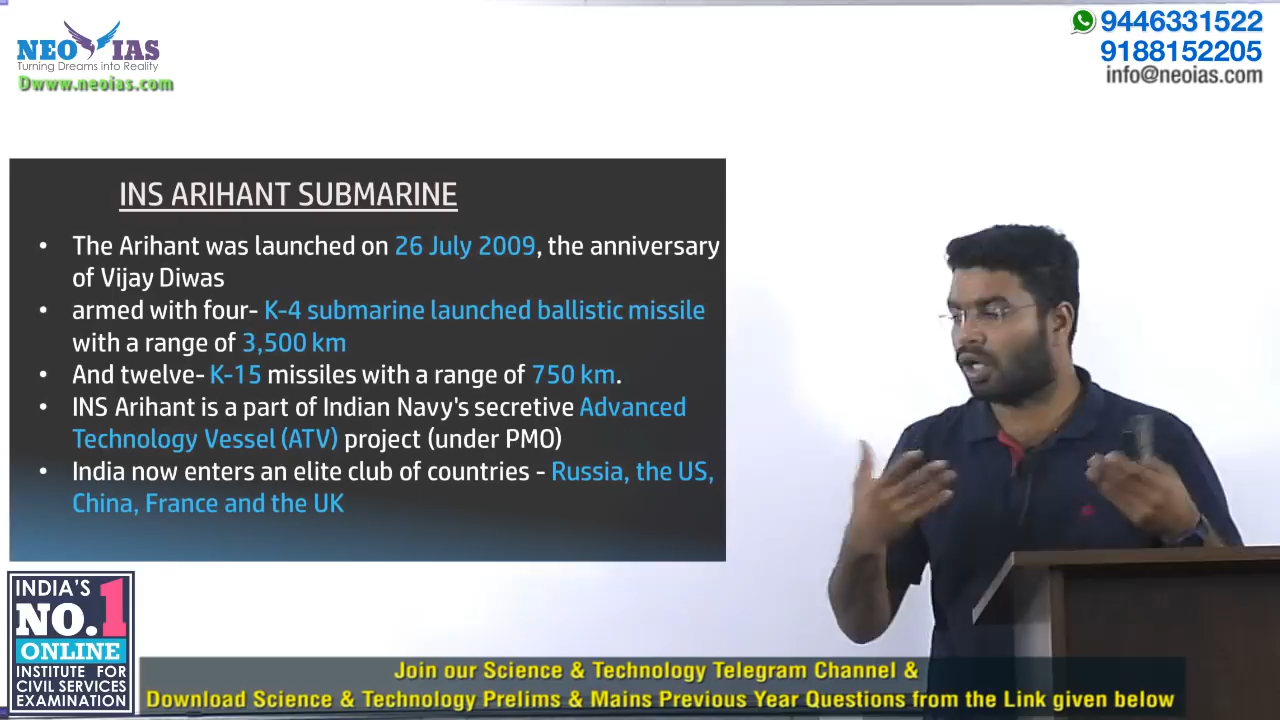 NEO IAS
Turning Dreams into Reality
Dwww.neoias.com
9446331522
9188152205
info@neoias.com
INS ARIHANT SUBMARINE
• The Arihant was launched on 26 July 2009, the anniversary
of Vijay Diwas
• armed with four- K-4 submarine launched ballistic missile
with a range of 3,500 km
• And twelve- K-15 missiles with a range of 750 km.
• INS Arihant is a part of Indian Navy's secretive Advanced
Technology Vessel (ATV) project (under PMO)
• India now enters an elite club of countries - Russia, the US,
China, France and the UK
INDIA'S
NO.1
ONLINE
INSTITUTE FOR
CIVIL SERVICES
EXAMINATION
Join our Science & Technology Telegram Channel &
Download Science & Technology Prelims & Mains Previous Year Questions from the Link given below